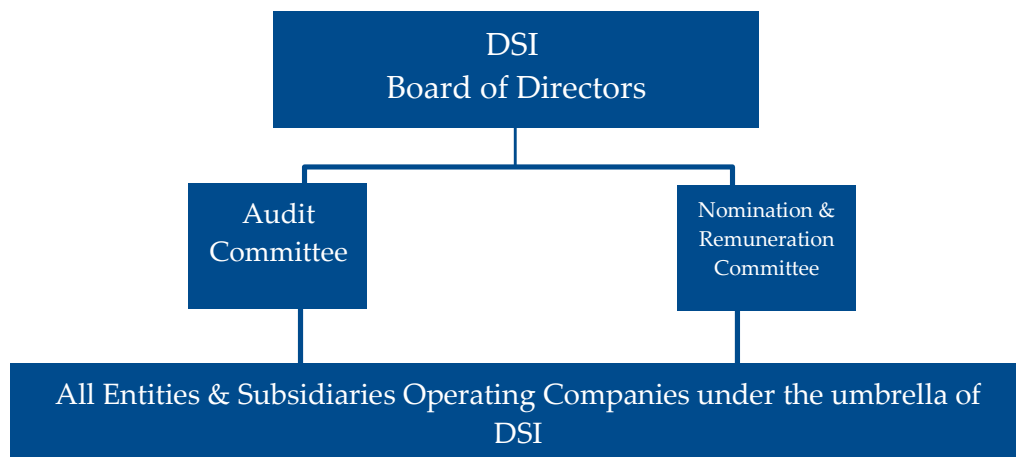 DSI
Board of Directors
Audit
Committee
Nomination &
Remuneration
Committee
All Entities & Subsidiaries Operating Companies under the umbrella of
DSI